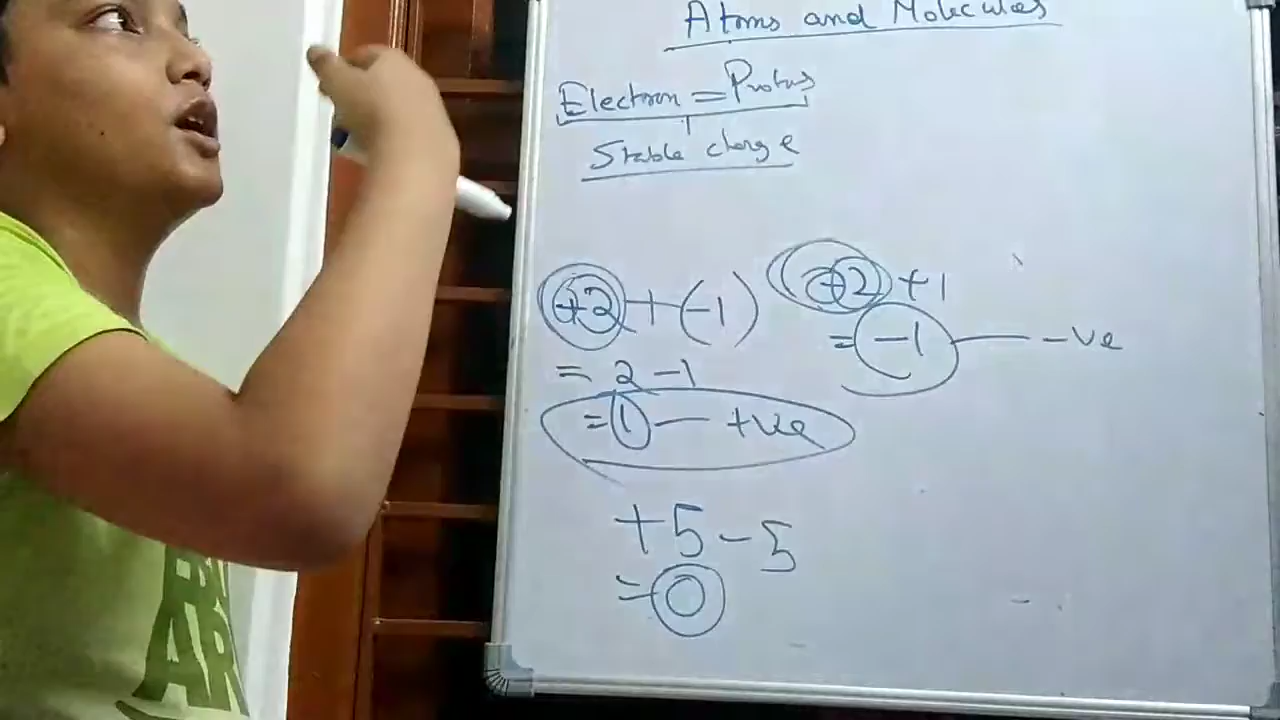 Atoms and Molecules
Electron = Protons
Stable charge
+2 + (-1)
= 2 - 1
= 1 — +ve
+2 + 1
= -1 — -ve
+5 - 5
= 0
AR